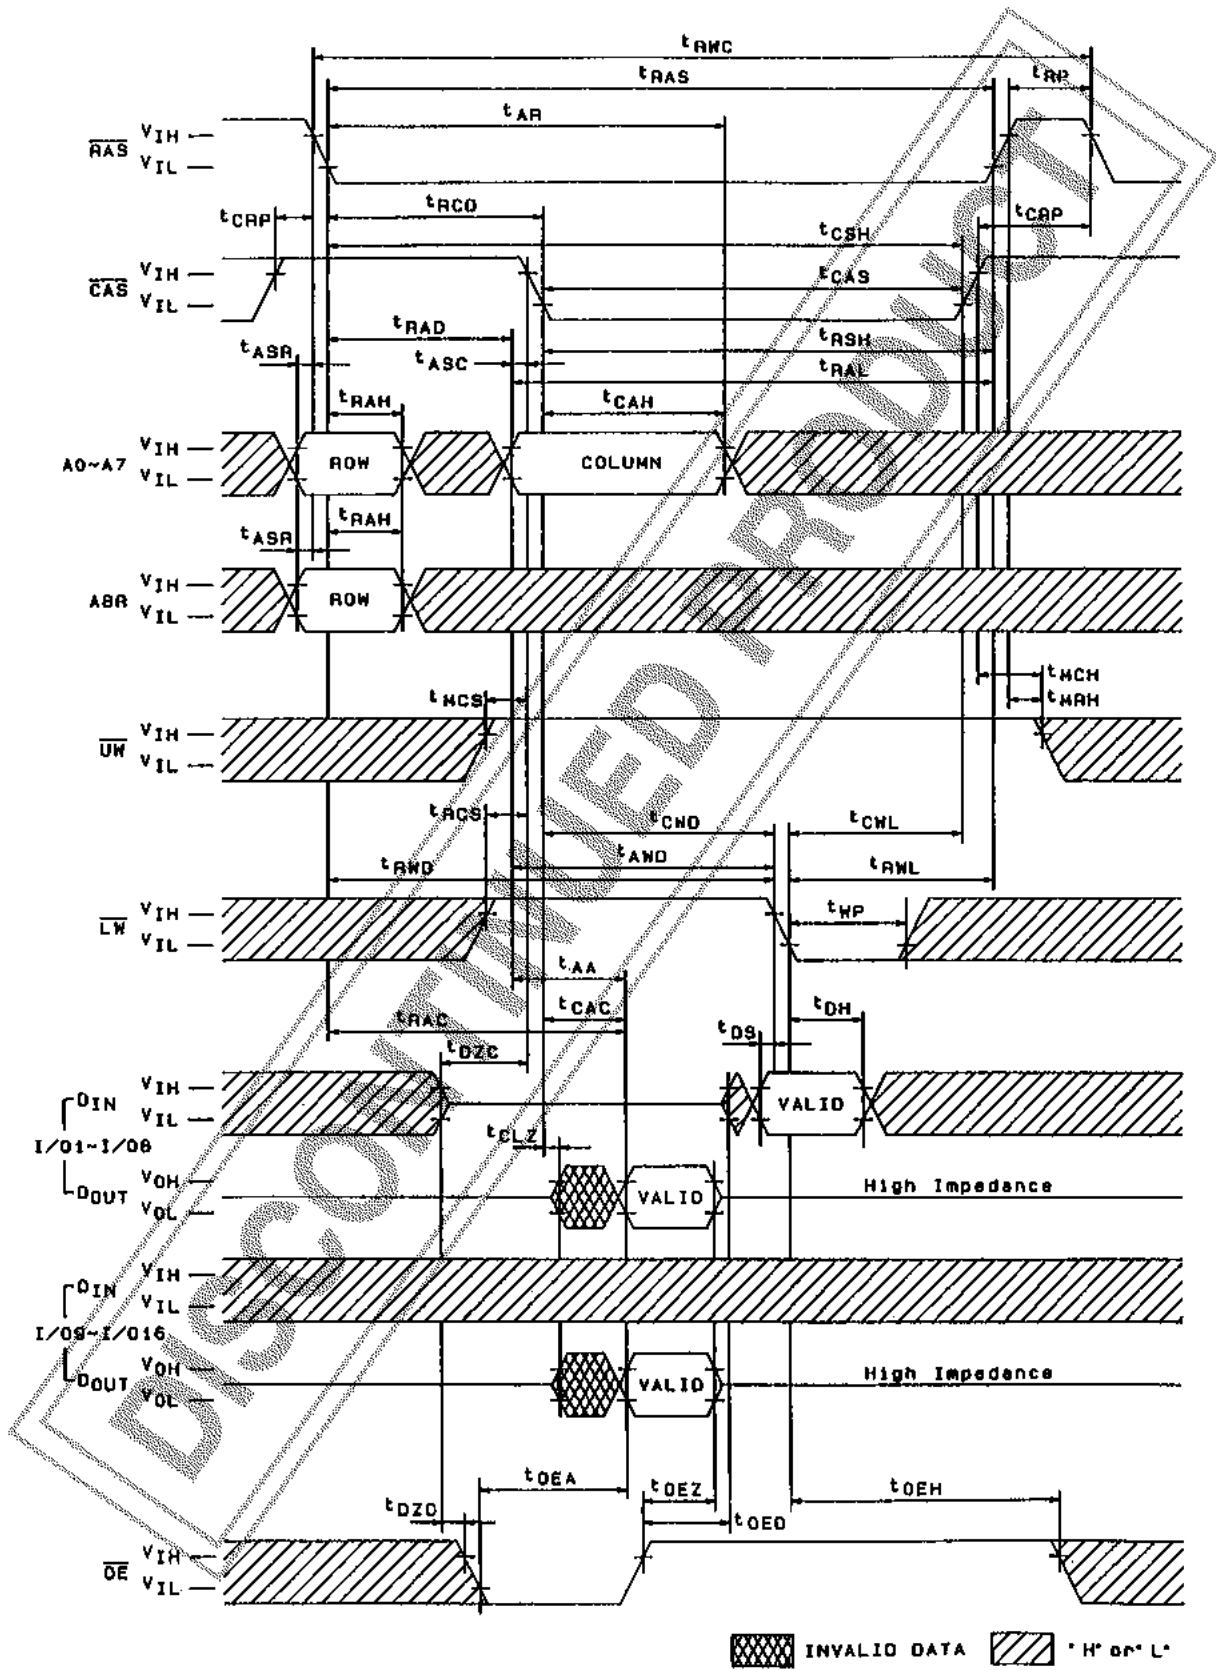 tRWC
tRAS
tRP
tAR
RAS VIH
VIL
tCRP
tRCD
tCRP
tCSH
CAS VIH
VIL
tCAS
tRAD
tRSH
tASR
tASC
tRAL
tRAH
tCAH
A0~A7 VIH
VIL
ROW
COLUMN
tRAH
tASR
A8R VIH
VIL
ROW
tWCH
tWCS
tWRH
UW VIH
VIL
tRCS
tCWD
tCWL
tAWD
tRWD
tRWL
LW VIH
VIL
tWP
tAA
tCAC
tDH
tRAC
tDS
tDZC
DIN VIH
VIL
VALID
I/O1~I/O8
tCLZ
DOUT VOH
VOL
VALID
High Impedance
DIN VIH
VIL
I/O9~I/O16
DOUT VOH
VOL
VALID
High Impedance
tOEA
tOEZ
tOEH
tDZO
tOED
OE VIH
VIL
INVALID DATA
"H" or "L"
DISCONTINUED PRODUCT